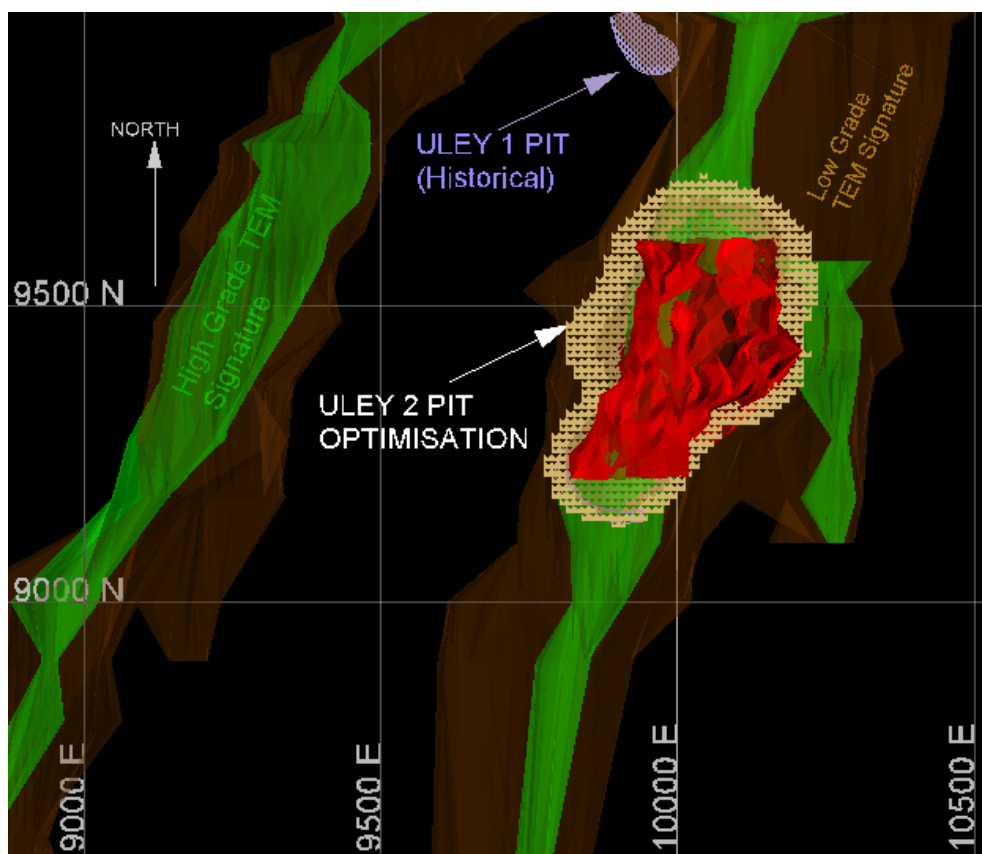 NORTH
ULEY 1 PIT
(Historical)
Low Grade
TEM Signature
High Grade TEM
Signature
9500 N
ULEY 2 PIT
OPTIMISATION
9000 N
9000 E
9500 E
10000 E
10500 E